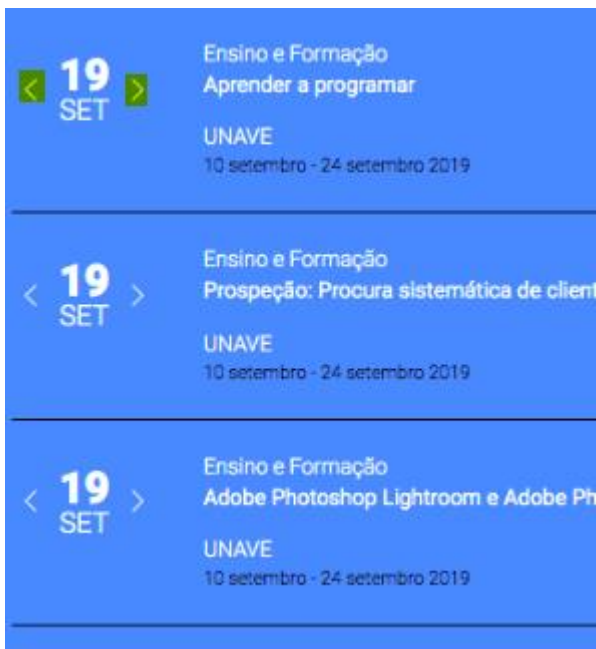 Ensino e Formação
< 19 > Aprender a programar
SET
UNAVE
10 setembro - 24 setembro 2019
Ensino e Formação
< 19 > Prospeção: Procura sistemática de client
SET
UNAVE
10 setembro - 24 setembro 2019
Ensino e Formação
< 19 > Adobe Photoshop Lightroom e Adobe Ph
SET
UNAVE
10 setembro - 24 setembro 2019